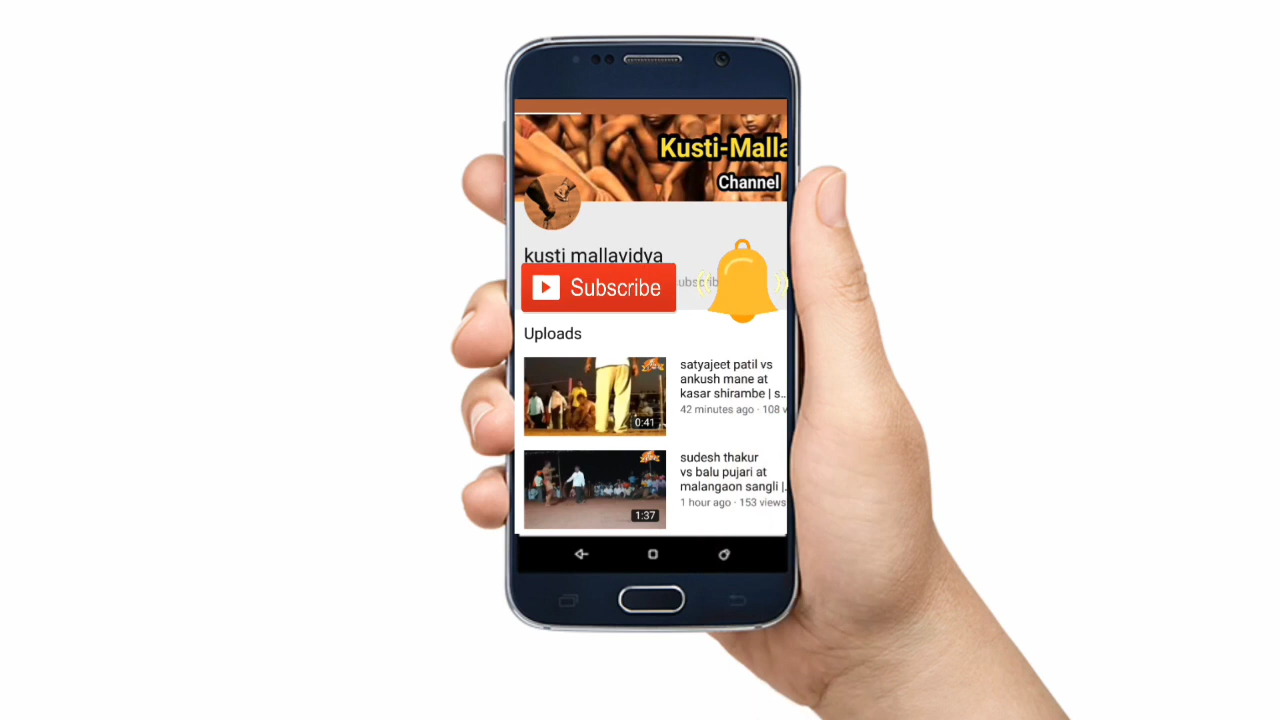 Kusti-Malla
Channel
kusti mallavidya
Subscribe
Uploads
satyajeet patil vs
ankush mane at
kasar shirambe | s..
42 minutes ago · 108 v
0:41
sudesh thakur
vs balu pujari at
malangaon sangli |.
1 hour ago · 153 views
1:37